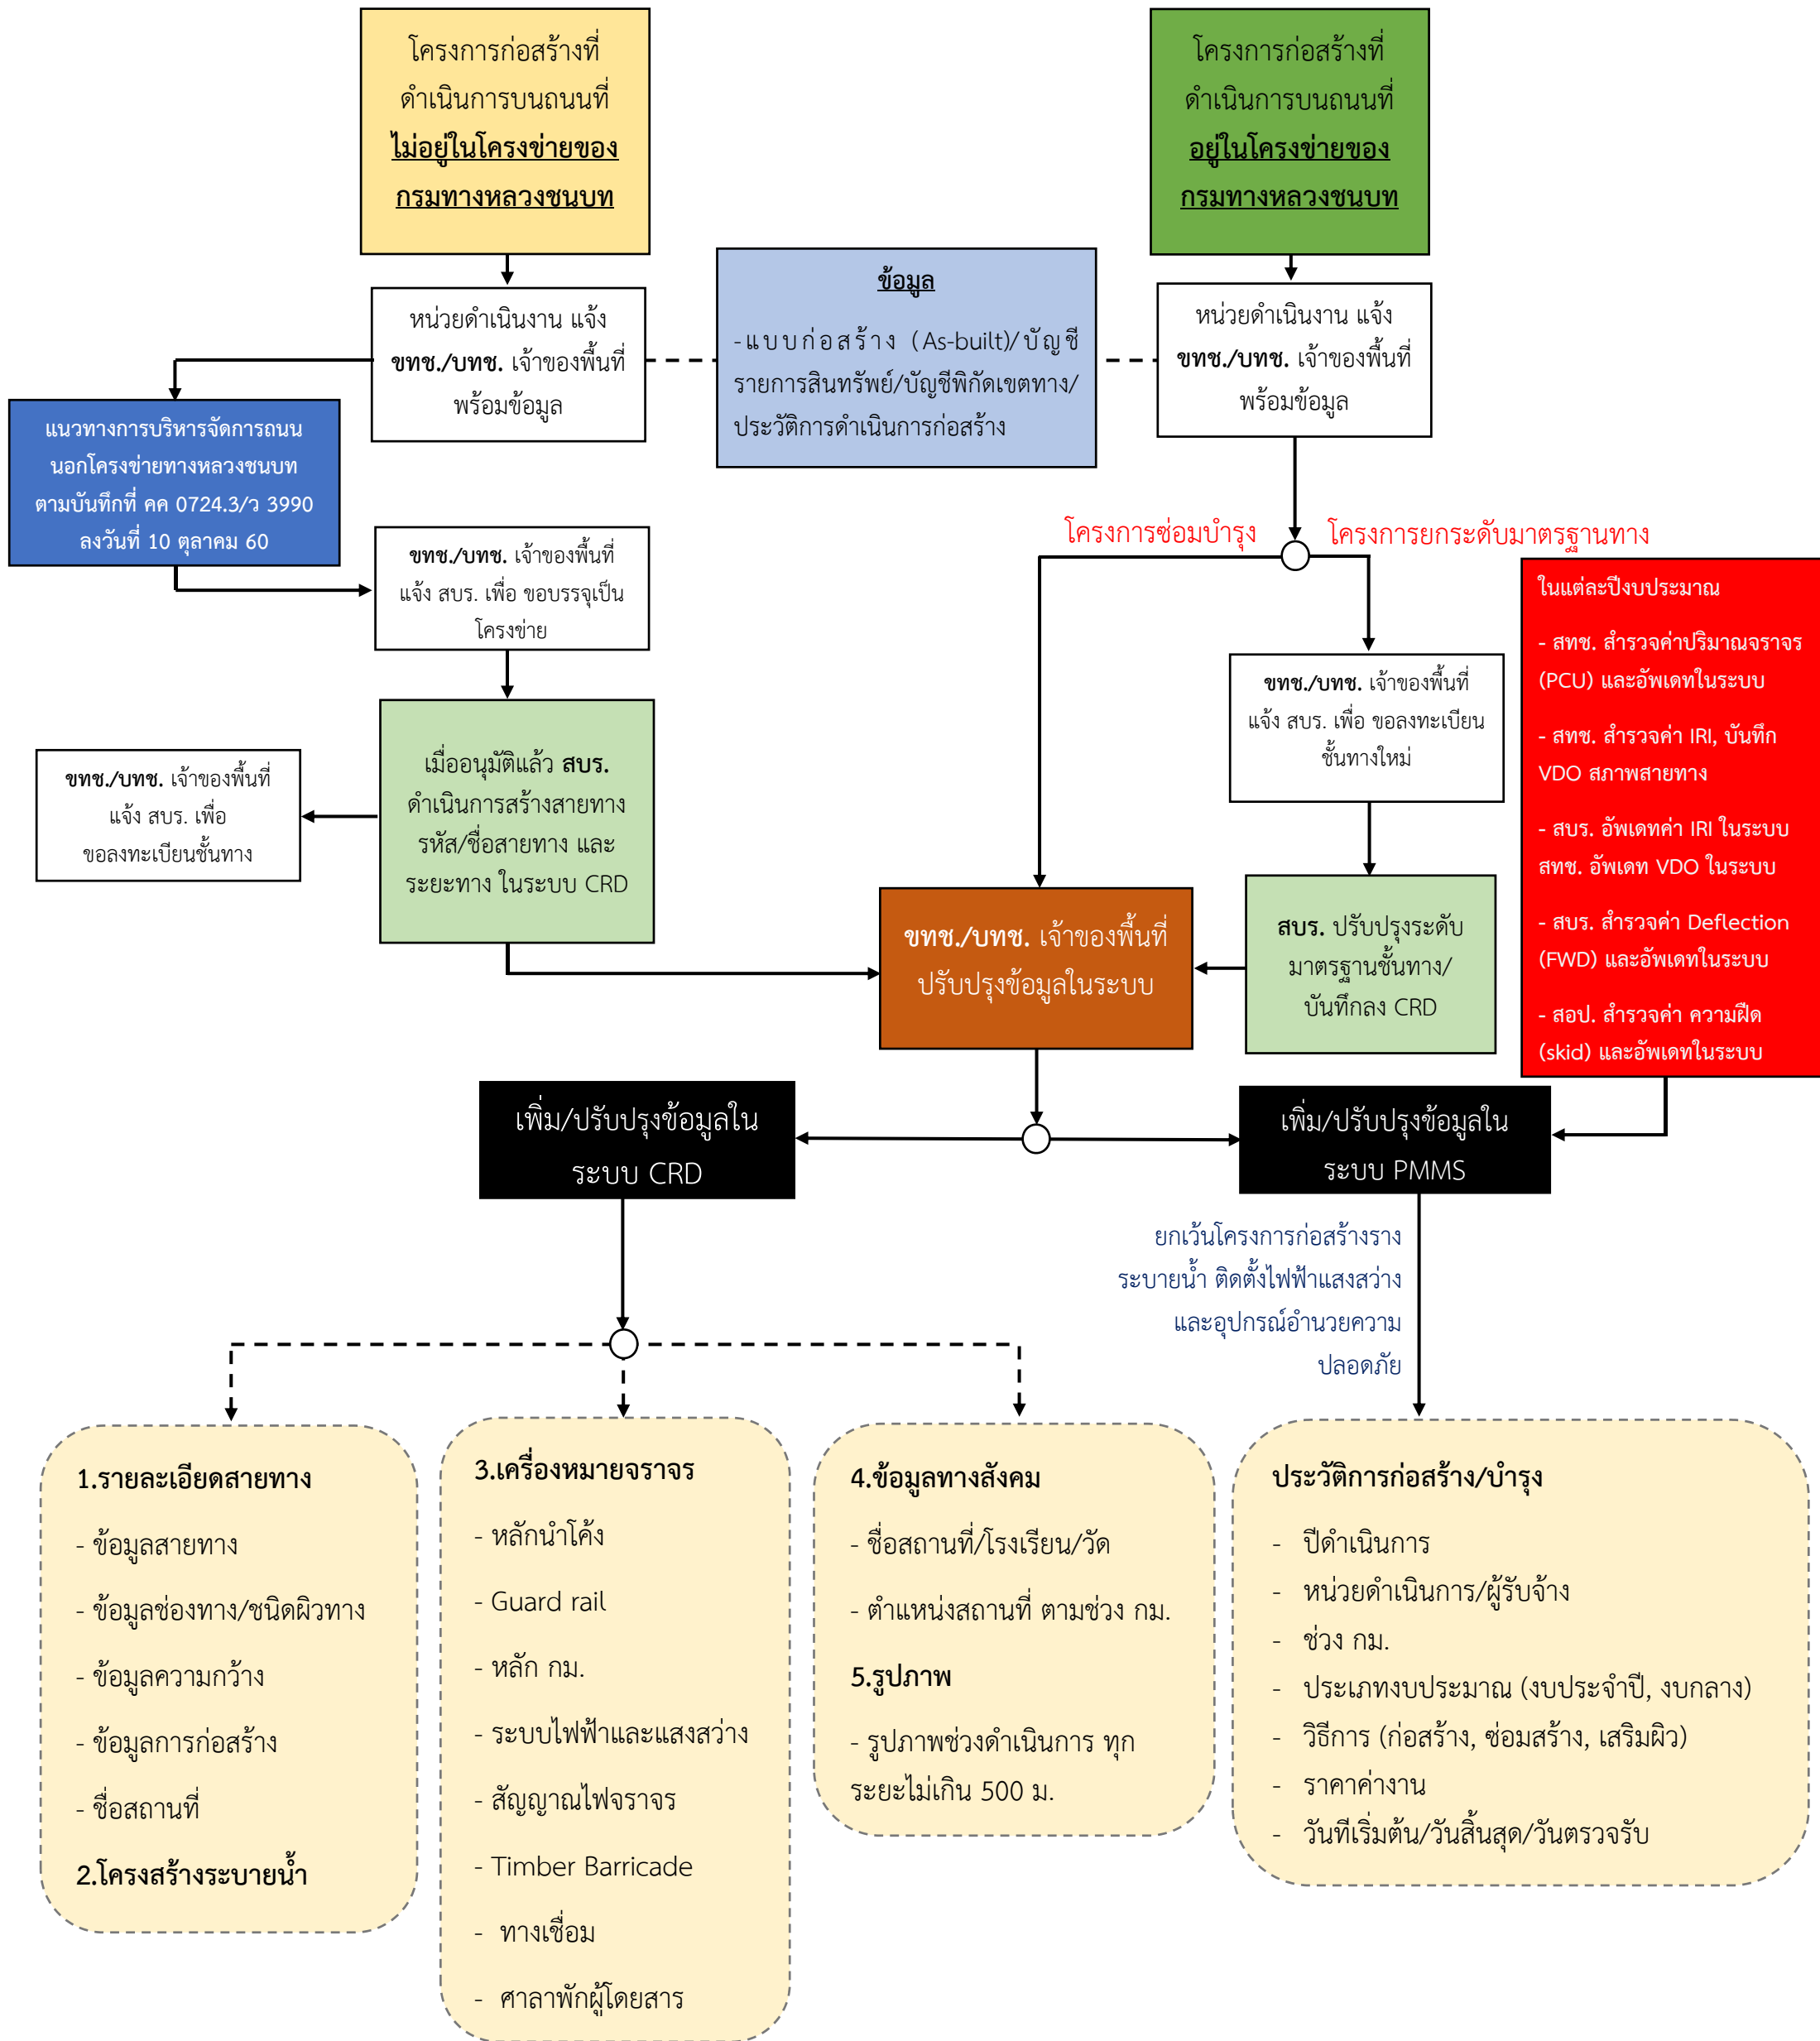 โครงการก่อสร้างที่
ดำเนินการบนถนนที่
ไม่อยู่ในโครงข่ายของ
กรมทางหลวงชนบท
โครงการก่อสร้างที่
ดำเนินการบนถนนที่
อยู่ในโครงข่ายของ
กรมทางหลวงชนบท
หน่วยดำเนินงาน แจ้ง
ขทช./บทช. เจ้าของพื้นที่
พร้อมข้อมูล
ข้อมูล
-แบบก่อสร้าง (As-built)/บัญชี
รายการสินทรัพย์/บัญชีพิกัดเขตทาง/
ประวัติการดำเนินการก่อสร้าง
หน่วยดำเนินงาน แจ้ง
ขทช./บทช. เจ้าของพื้นที่
พร้อมข้อมูล
แนวทางการบริหารจัดการถนน
นอกโครงข่ายทางหลวงชนบท
ตามบันทึกที่ คค 0724.3/ว 3990
ลงวันที่ 10 ตุลาคม 60
ขทช./บทช. เจ้าของพื้นที่
แจ้ง สบร. เพื่อ ขอบรรจุเป็น
โครงข่าย
โครงการซ่อมบำรุง
โครงการยกระดับมาตรฐานทาง
ในแต่ละปีงบประมาณ
- สทช. สำรวจค่าปริมาณจราจร
(PCU) และอัพเดทในระบบ
- สทช. สำรวจค่า IRI, บันทึก
VDO สภาพสายทาง
- สบร. อัพเดทค่า IRI ในระบบ
สทช. อัพเดท VDO ในระบบ
- สบร. สำรวจค่า Deflection
(FWD) และอัพเดทในระบบ
- สอป. สำรวจค่า ความฝืด
(skid) และอัพเดทในระบบ
ขทช./บทช. เจ้าของพื้นที่
แจ้ง สบร. เพื่อ ขอลงทะเบียน
ชั้นทางใหม่
เมื่ออนุมัติแล้ว สบร.
ดำเนินการสร้างสายทาง
รหัส/ชื่อสายทาง และ
ระยะทาง ในระบบ CRD
ขทช./บทช. เจ้าของพื้นที่
แจ้ง สบร. เพื่อ
ขอลงทะเบียนชั้นทาง
ขทช./บทช. เจ้าของพื้นที่
ปรับปรุงข้อมูลในระบบ
สบร. ปรับปรุงระดับ
มาตรฐานชั้นทาง/
บันทึกลง CRD
เพิ่ม/ปรับปรุงข้อมูลใน
ระบบ CRD
เพิ่ม/ปรับปรุงข้อมูลใน
ระบบ PMMS
ยกเว้นโครงการก่อสร้างราง
ระบายน้ำ ติดตั้งไฟฟ้าแสงสว่าง
และอุปกรณ์อำนวยความ
ปลอดภัย
1.รายละเอียดสายทาง
- ข้อมูลสายทาง
- ข้อมูลช่องทาง/ชนิดผิวทาง
- ข้อมูลความกว้าง
- ข้อมูลการก่อสร้าง
- ชื่อสถานที่
2.โครงสร้างระบายน้ำ
3.เครื่องหมายจราจร
- หลักนำโค้ง
- Guard rail
- หลัก กม.
- ระบบไฟฟ้าและแสงสว่าง
- สัญญาณไฟจราจร
- Timber Barricade
- ทางเชื่อม
- ศาลาพักผู้โดยสาร
4.ข้อมูลทางสังคม
- ชื่อสถานที่/โรงเรียน/วัด
- ตำแหน่งสถานที่ ตามช่วง กม.
5.รูปภาพ
- รูปภาพช่วงดำเนินการ ทุก
ระยะไม่เกิน 500 ม.
ประวัติการก่อสร้าง/บำรุง
- ปีดำเนินการ
- หน่วยดำเนินการ/ผู้รับจ้าง
- ช่วง กม.
- ประเภทงบประมาณ (งบประจำปี, งบกลาง)
- วิธีการ (ก่อสร้าง, ซ่อมสร้าง, เสริมผิว)
- ราคาค่างาน
- วันที่เริ่มต้น/วันสิ้นสุด/วันตรวจรับ